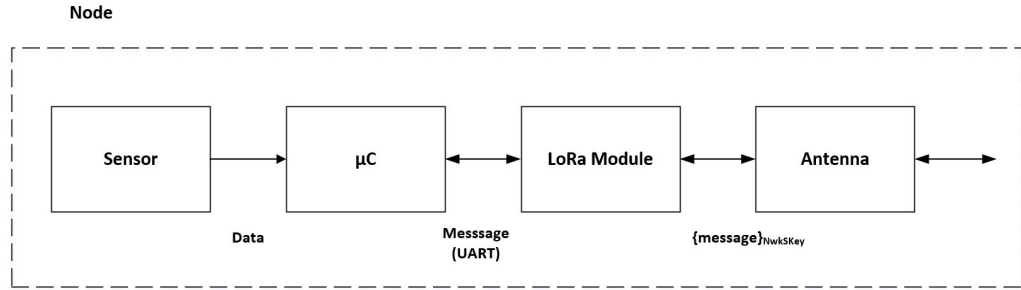 Node
Sensor
µC
LoRa Module
Antenna
Data
Messsage
(UART)
{message}NwkSKey